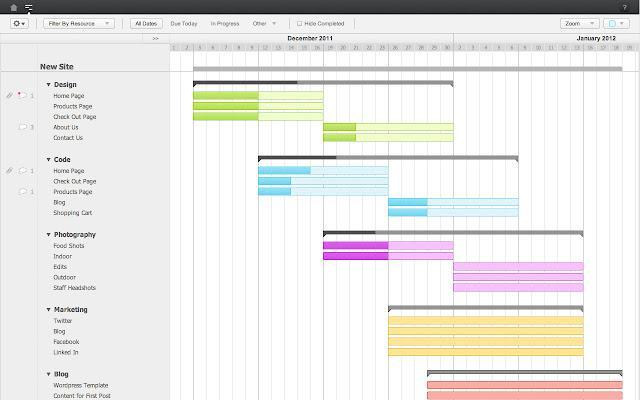 ?
Filter By Resource
All Dates
Due Today
In Progress
Other
Hide Completed
Zoom
>>
December 2011
January 2012
1 2 5 6 7 8 9 12 13 14 15 16 19 20 21 22 23 26 27 28 29 30 2 3 4 5 6 9 10 11 12 13 16 17 18 19
New Site
Design
1 Home Page
Products Page
Check Out Page
3 About Us
Contact Us
Code
1 Home Page
Check Out Page
1 Products Page
Blog
Shopping Cart
Photography
Food Shots
Indoor
Edits
Outdoor
Staff Headshots
Marketing
Twitter
Blog
Facebook
Linked In
Blog
Wordpress Template
Content for First Post